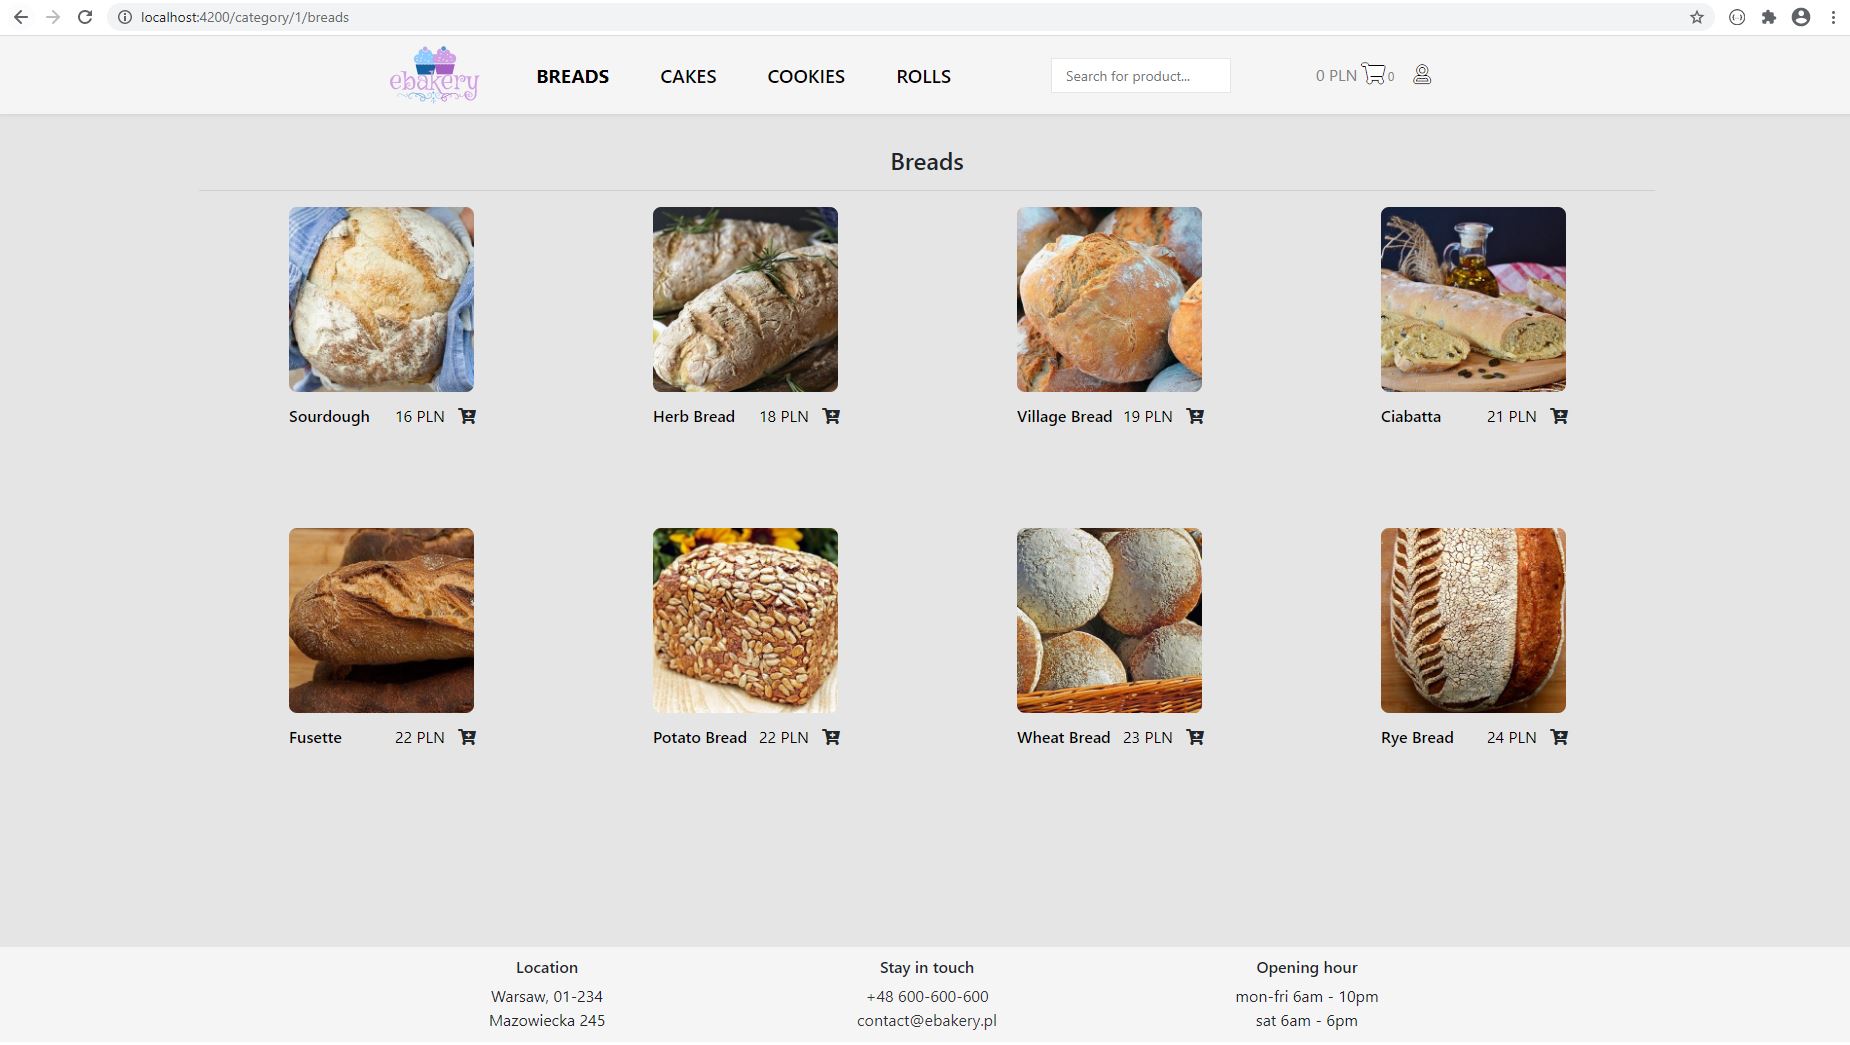 localhost:4200/category/1/breads
ebakery
BREADS CAKES COOKIES ROLLS Search for product... 0 PLN 0
Breads
Sourdough 16 PLN Herb Bread 18 PLN Village Bread 19 PLN Ciabatta 21 PLN
Fusette 22 PLN Potato Bread 22 PLN Wheat Bread 23 PLN Rye Bread 24 PLN
Location
Warsaw, 01-234
Mazowiecka 245
Stay in touch
+48 600-600-600
contact@ebakery.pl
Opening hour
mon-fri 6am - 10pm
sat 6am - 6pm